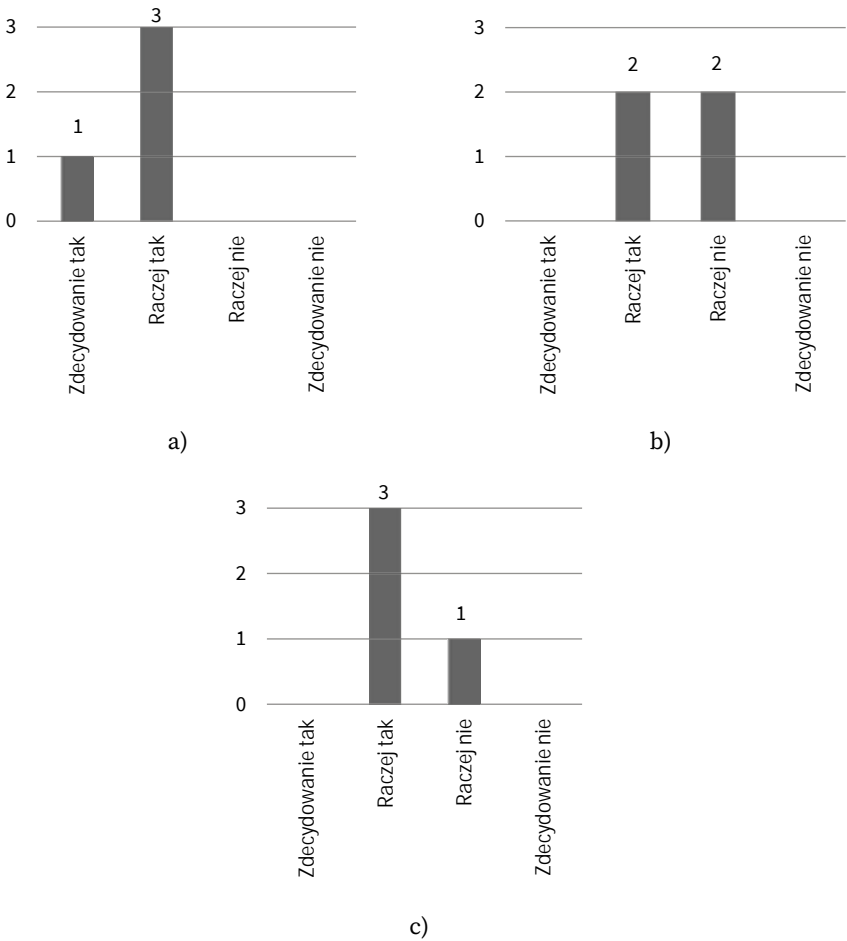 3
3
2
1
1
0
Zdecydowanie tak
Raczej tak
Raczej nie
Zdecydowanie nie
a)
3
2
2
2
1
0
Zdecydowanie tak
Raczej tak
Raczej nie
Zdecydowanie nie
b)
3
3
2
1
1
0
Zdecydowanie tak
Raczej tak
Raczej nie
Zdecydowanie nie
c)